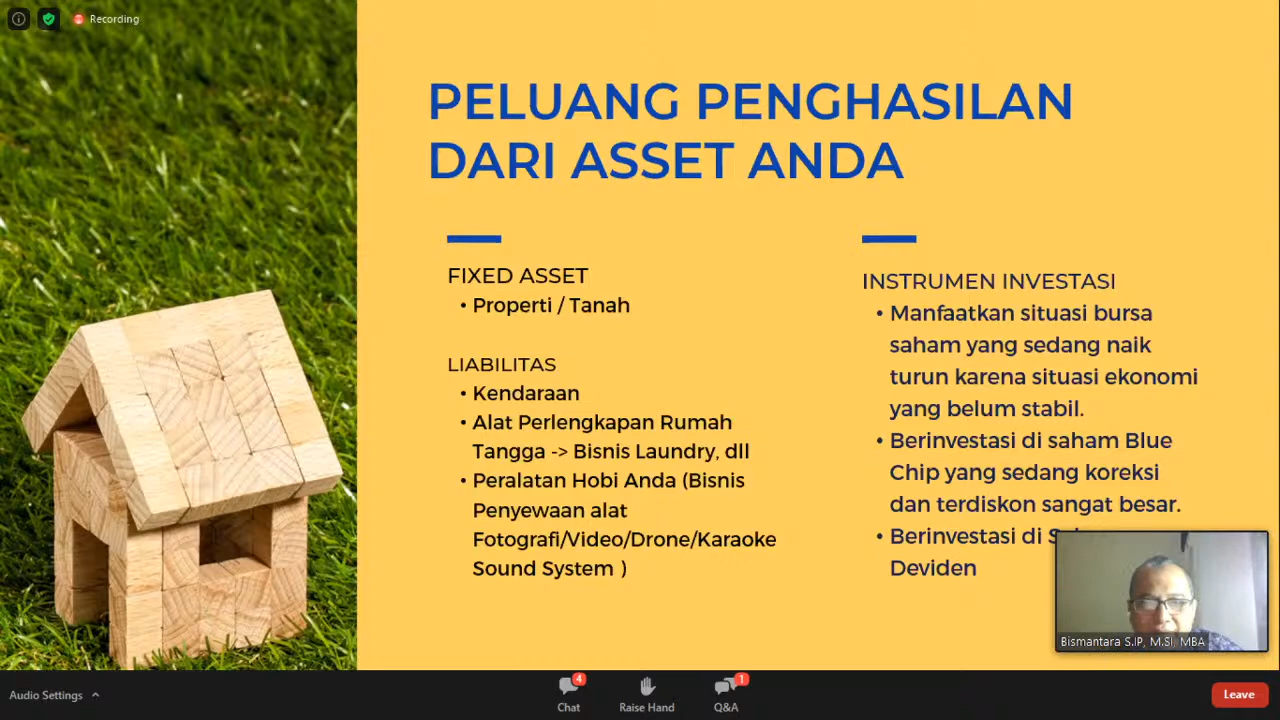 Recording
PELUANG PENGHASILAN
DARI ASSET ANDA
FIXED ASSET
• Properti / Tanah
LIABILITAS
• Kendaraan
• Alat Perlengkapan Rumah
Tangga -> Bisnis Laundry, dll
• Peralatan Hobi Anda (Bisnis
Penyewaan alat
Fotografi/Video/Drone/Karaoke
Sound System )
INSTRUMEN INVESTASI
• Manfaatkan situasi bursa
saham yang sedang naik
turun karena situasi ekonomi
yang belum stabil.
• Berinvestasi di saham Blue
Chip yang sedang koreksi
dan terdiskon sangat besar.
• Berinvestasi di
Deviden
Bismantara S.IP, M.SI, MBA
Audio Settings
4
Chat
Raise Hand
1
Q&A
Leave